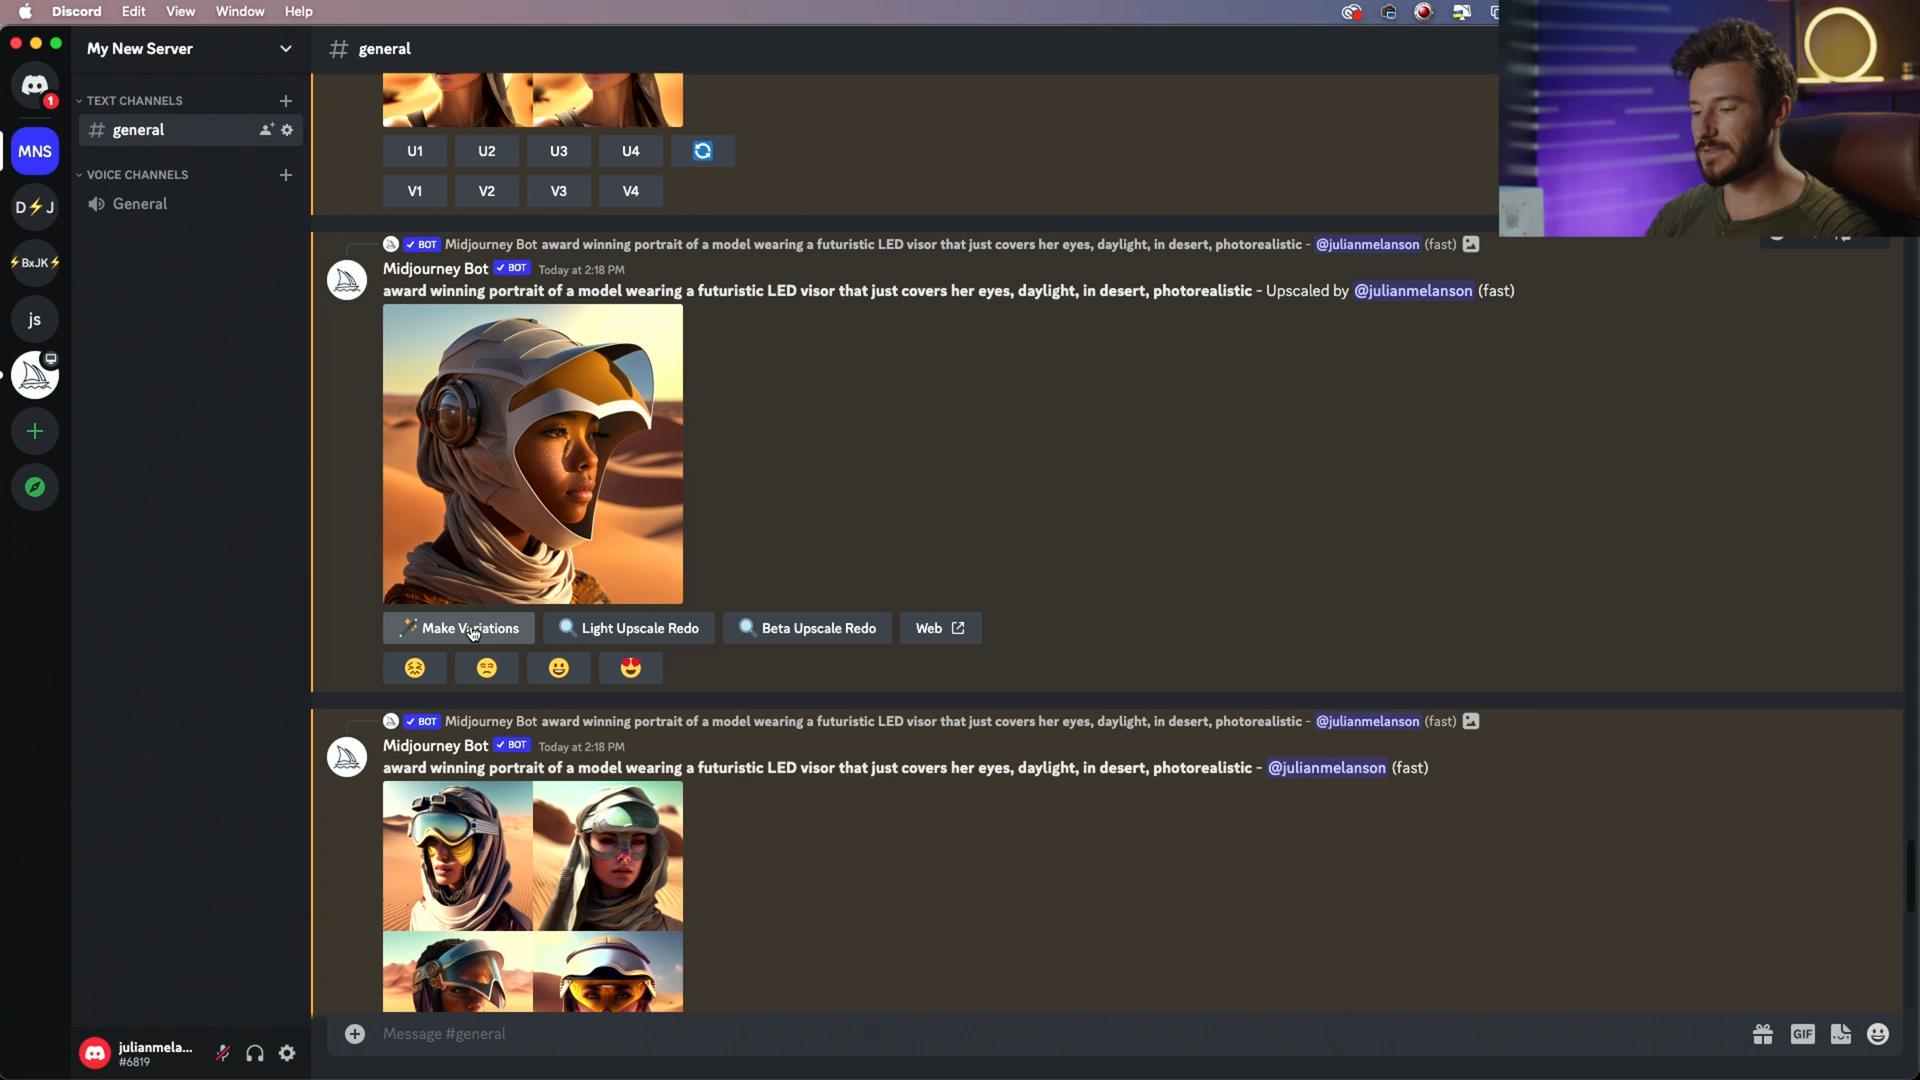 Discord Edit View Window Help
My New Server
# general
1
TEXT CHANNELS
# general
MNS
VOICE CHANNELS
General
D⚡J
⚡BxJK⚡
js
U1 U2 U3 U4
V1 V2 V3 V4
✓ BOT Midjourney Bot award winning portrait of a model wearing a futuristic LED visor that just covers her eyes, daylight, in desert, photorealistic - @julianmelanson (fast)
Midjourney Bot ✓ BOT Today at 2:18 PM
award winning portrait of a model wearing a futuristic LED visor that just covers her eyes, daylight, in desert, photorealistic - Upscaled by @julianmelanson (fast)
Make Variations Light Upscale Redo Beta Upscale Redo Web
✓ BOT Midjourney Bot award winning portrait of a model wearing a futuristic LED visor that just covers her eyes, daylight, in desert, photorealistic - @julianmelanson (fast)
Midjourney Bot ✓ BOT Today at 2:18 PM
award winning portrait of a model wearing a futuristic LED visor that just covers her eyes, daylight, in desert, photorealistic - @julianmelanson (fast)
Message #general
GIF
julianmela...
#6819